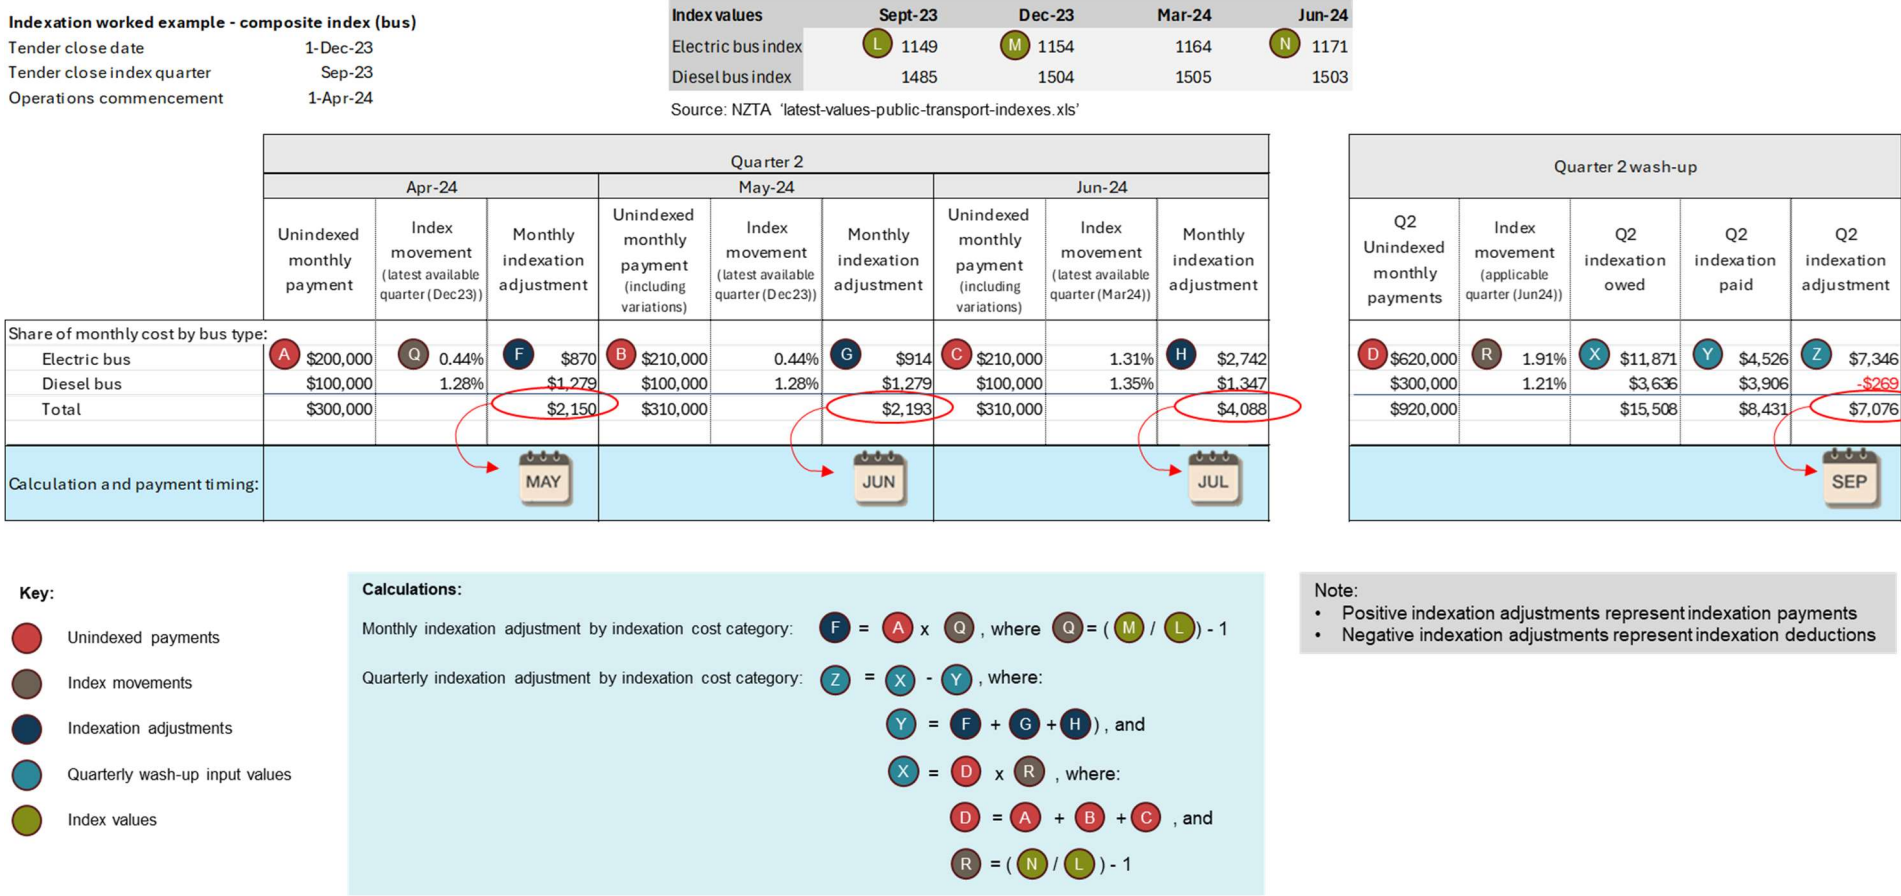 Indexation worked example - composite index (bus)
Tender close date 1-Dec-23
Tender close index quarter Sep-23
Operations commencement 1-Apr-24
Index values Sept-23 Dec-23 Mar-24 Jun-24
Electric bus index L 1149 M 1154 1164 N 1171
Diesel bus index 1485 1504 1505 1503
Source: NZTA ‘latest-values-public-transport-indexes.xls’
Quarter 2
Apr-24 May-24 Jun-24
Unindexed
monthly
payment
Index
movement
(latest available
quarter (Dec23))
Monthly
indexation
adjustment
Unindexed
monthly
payment
(including
variations)
Index
movement
(latest available
quarter (Dec23))
Monthly
indexation
adjustment
Unindexed
monthly
payment
(including
variations)
Index
movement
(latest available
quarter (Mar24))
Monthly
indexation
adjustment
Quarter 2 wash-up
Q2
Unindexed
monthly
payments
Index
movement
(applicable
quarter (Jun24))
Q2
indexation
owed
Q2
indexation
paid
Q2
indexation
adjustment
Share of monthly cost by bus type:
Electric bus A $200,000 Q 0.44% F $870 B $210,000 0.44% G $914 C $210,000 1.31% H $2,742 D $620,000 R 1.91% X $11,871 Y $4,526 Z $7,346
Diesel bus $100,000 1.28% $1,279 $100,000 1.28% $1,279 $100,000 1.35% $1,347 $300,000 1.21% $3,636 $3,906 -$269
Total $300,000 $2,150 $310,000 $2,193 $310,000 $4,088 $920,000 $15,508 $8,431 $7,076
Calculation and payment timing: MAY JUN JUL SEP
Key:
Unindexed payments
Index movements
Indexation adjustments
Quarterly wash-up input values
Index values
Calculations:
Monthly indexation adjustment by indexation cost category: F = A x Q , where Q = ( M / L ) - 1
Quarterly indexation adjustment by indexation cost category: Z = X - Y , where:
Y = F + G + H ) , and
X = D x R , where:
D = A + B + C , and
R = ( N / L ) - 1
Note:
• Positive indexation adjustments represent indexation payments
• Negative indexation adjustments represent indexation deductions